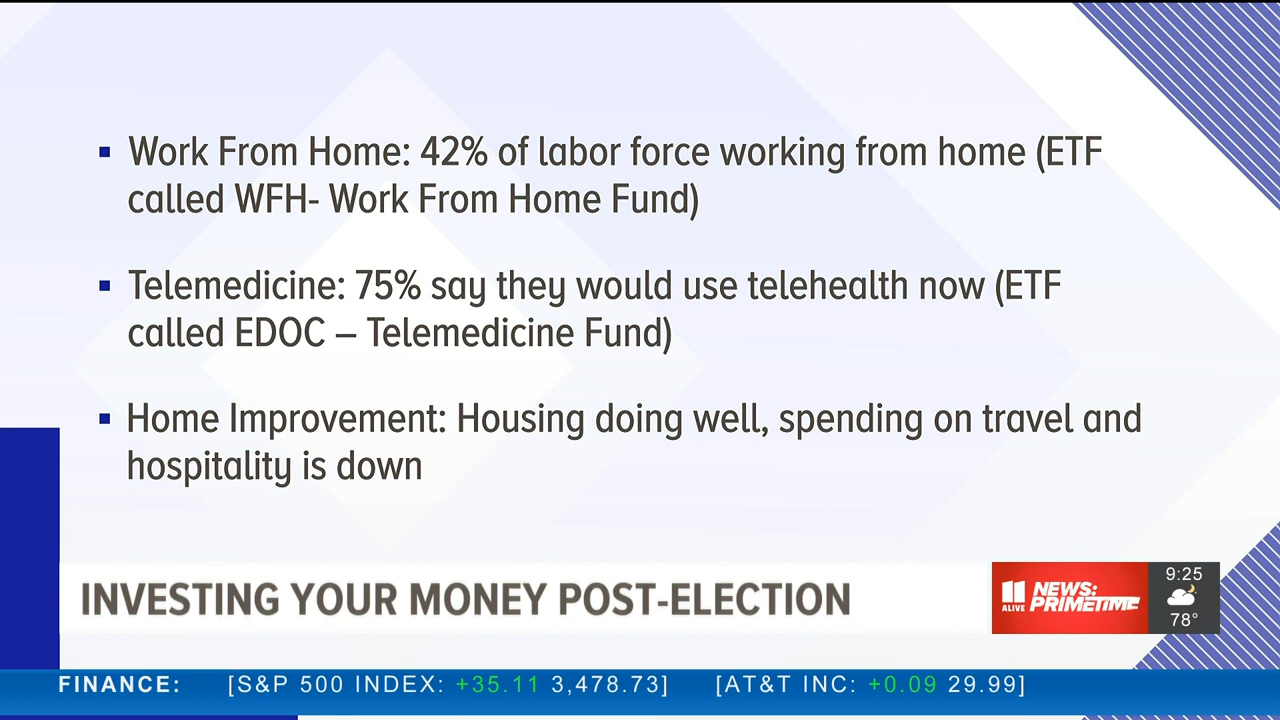 ▪ Work From Home: 42% of labor force working from home (ETF
called WFH- Work From Home Fund)
▪ Telemedicine: 75% say they would use telehealth now (ETF
called EDOC – Telemedicine Fund)
▪ Home Improvement: Housing doing well, spending on travel and
hospitality is down
INVESTING YOUR MONEY POST-ELECTION
11 ALIVE NEWS: PRIMETIME
9:25
78°
FINANCE: [S&P 500 INDEX: +35.11 3,478.73] [AT&T INC: +0.09 29.99]